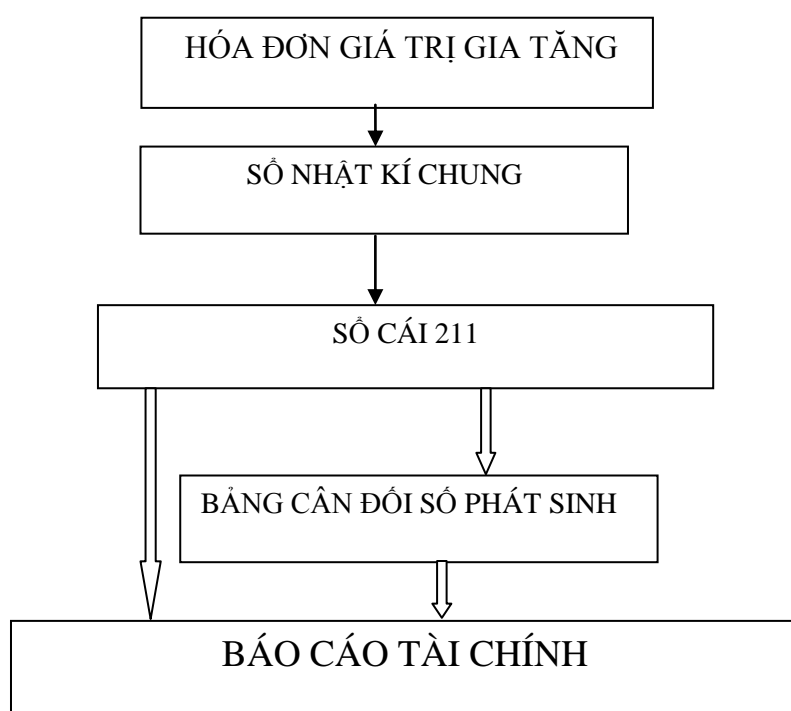 HÓA ĐƠN GIÁ TRỊ GIA TĂNG
SỔ NHẬT KÍ CHUNG
SỔ CÁI 211
BẢNG CÂN ĐỐI SỐ PHÁT SINH
BÁO CÁO TÀI CHÍNH